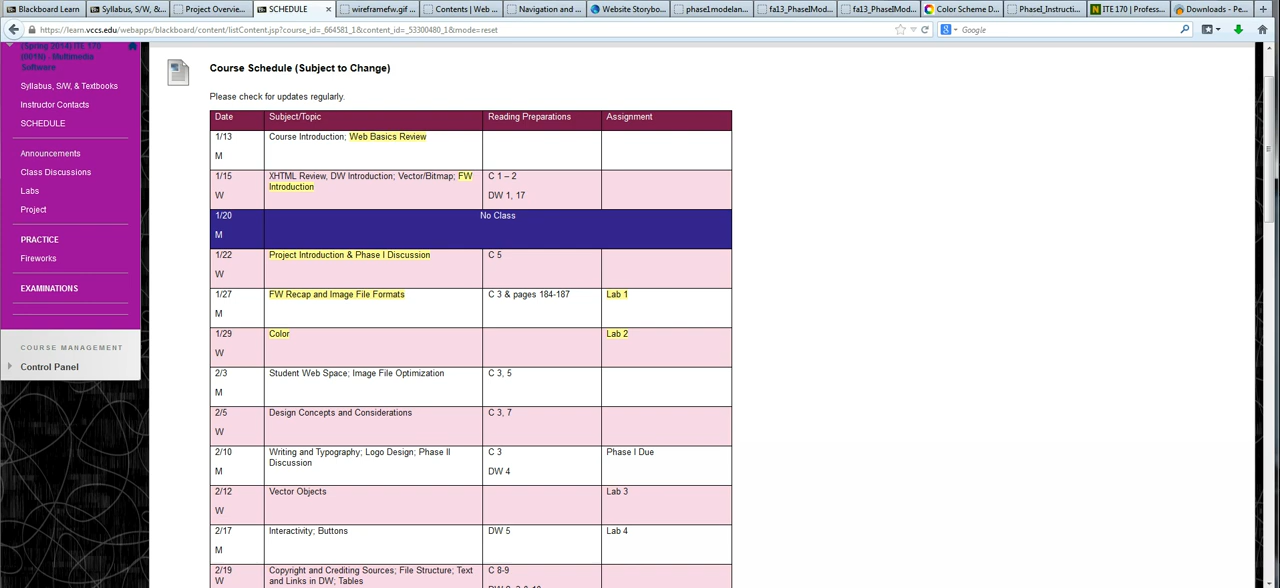 Blackboard Learn
Syllabus, S/W, &...
Project Overvie...
SCHEDULE
wireframefw.gif ...
Contents | Web ...
Navigation and ...
Website Storybo...
phase1modelan...
fa13_PhaseIMod...
fa13_PhaseIMod...
Color Scheme D...
PhaseI_Instructi...
ITE 170 | Profess...
Downloads - Pe...
https://learn.vccs.edu/webapps/blackboard/content/listContent.jsp?course_id=_664581_1&content_id=_53300480_1&mode=reset
Google
(Spring 2014) ITE 170
- Multimedia
Software
Syllabus, S/W, & Textbooks
Instructor Contacts
SCHEDULE
Announcements
Class Discussions
Labs
Project
PRACTICE
Fireworks
EXAMINATIONS
COURSE MANAGEMENT
Control Panel
Course Schedule (Subject to Change)
Please check for updates regularly.
Date Subject/Topic Reading Preparations Assignment
1/13 Course Introduction; Web Basics Review
M
1/15 XHTML Review, DW Introduction; Vector/Bitmap; FW C 1 – 2
Introduction
W DW 1, 17
1/20 No Class
M
1/22 Project Introduction & Phase I Discussion C 5
W
1/27 FW Recap and Image File Formats C 3 & pages 184-187 Lab 1
M
1/29 Color Lab 2
W
2/3 Student Web Space; Image File Optimization C 3, 5
M
2/5 Design Concepts and Considerations C 3, 7
W
2/10 Writing and Typography; Logo Design; Phase II C 3 Phase I Due
Discussion
M DW 4
2/12 Vector Objects Lab 3
W
2/17 Interactivity; Buttons DW 5 Lab 4
M
2/19 Copyright and Crediting Sources; File Structure; Text C 8-9
W and Links in DW; Tables